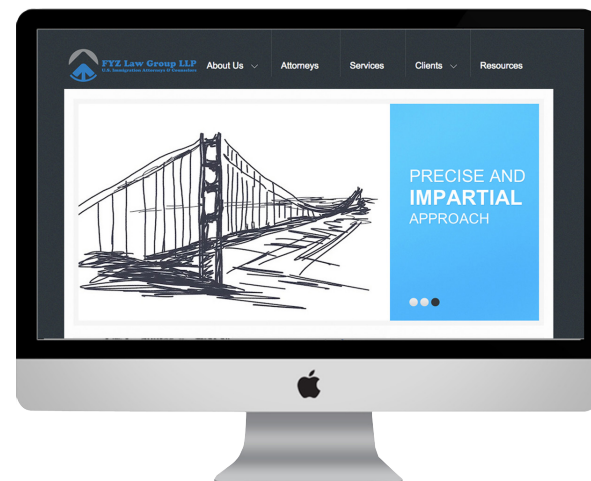 FYZ Law Group LLP
U.S. Immigration Attorneys & Counselors
About Us
Attorneys
Services
Clients
Resources
PRECISE AND
IMPARTIAL
APPROACH